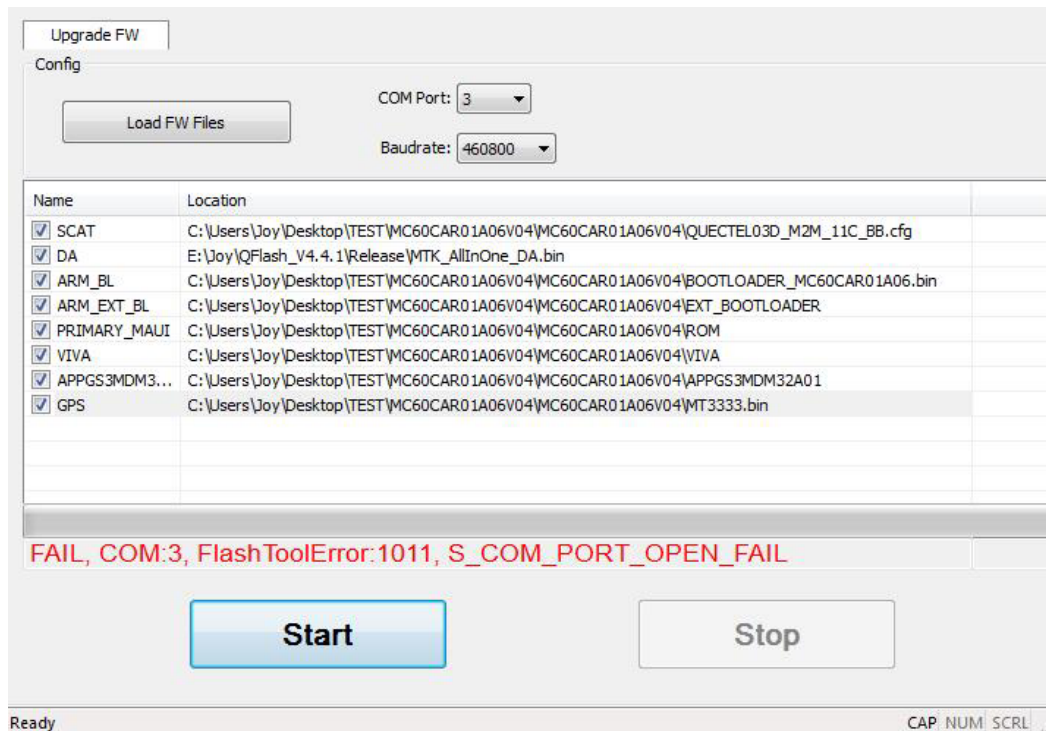 Upgrade FW
Config
Load FW Files
COM Port: 3
Baudrate: 460800
Name Location
SCAT C:\Users\Joy\Desktop\TEST\MC60CAR01A06V04\MC60CAR01A06V04\QUECTEL03D_M2M_11C_BB.cfg
DA E:\Joy\QFlash_V4.4.1\Release\MTK_AllInOne_DA.bin
ARM_BL C:\Users\Joy\Desktop\TEST\MC60CAR01A06V04\MC60CAR01A06V04\BOOTLOADER_MC60CAR01A06.bin
ARM_EXT_BL C:\Users\Joy\Desktop\TEST\MC60CAR01A06V04\MC60CAR01A06V04\EXT_BOOTLOADER
PRIMARY_MAUI C:\Users\Joy\Desktop\TEST\MC60CAR01A06V04\MC60CAR01A06V04\ROM
VIVA C:\Users\Joy\Desktop\TEST\MC60CAR01A06V04\MC60CAR01A06V04\VIVA
APPGS3MDM3... C:\Users\Joy\Desktop\TEST\MC60CAR01A06V04\MC60CAR01A06V04\APPGS3MDM32A01
GPS C:\Users\Joy\Desktop\TEST\MC60CAR01A06V04\MC60CAR01A06V04\MT3333.bin
FAIL, COM:3, FlashToolError:1011, S_COM_PORT_OPEN_FAIL
Start Stop
Ready CAP NUM SCRL